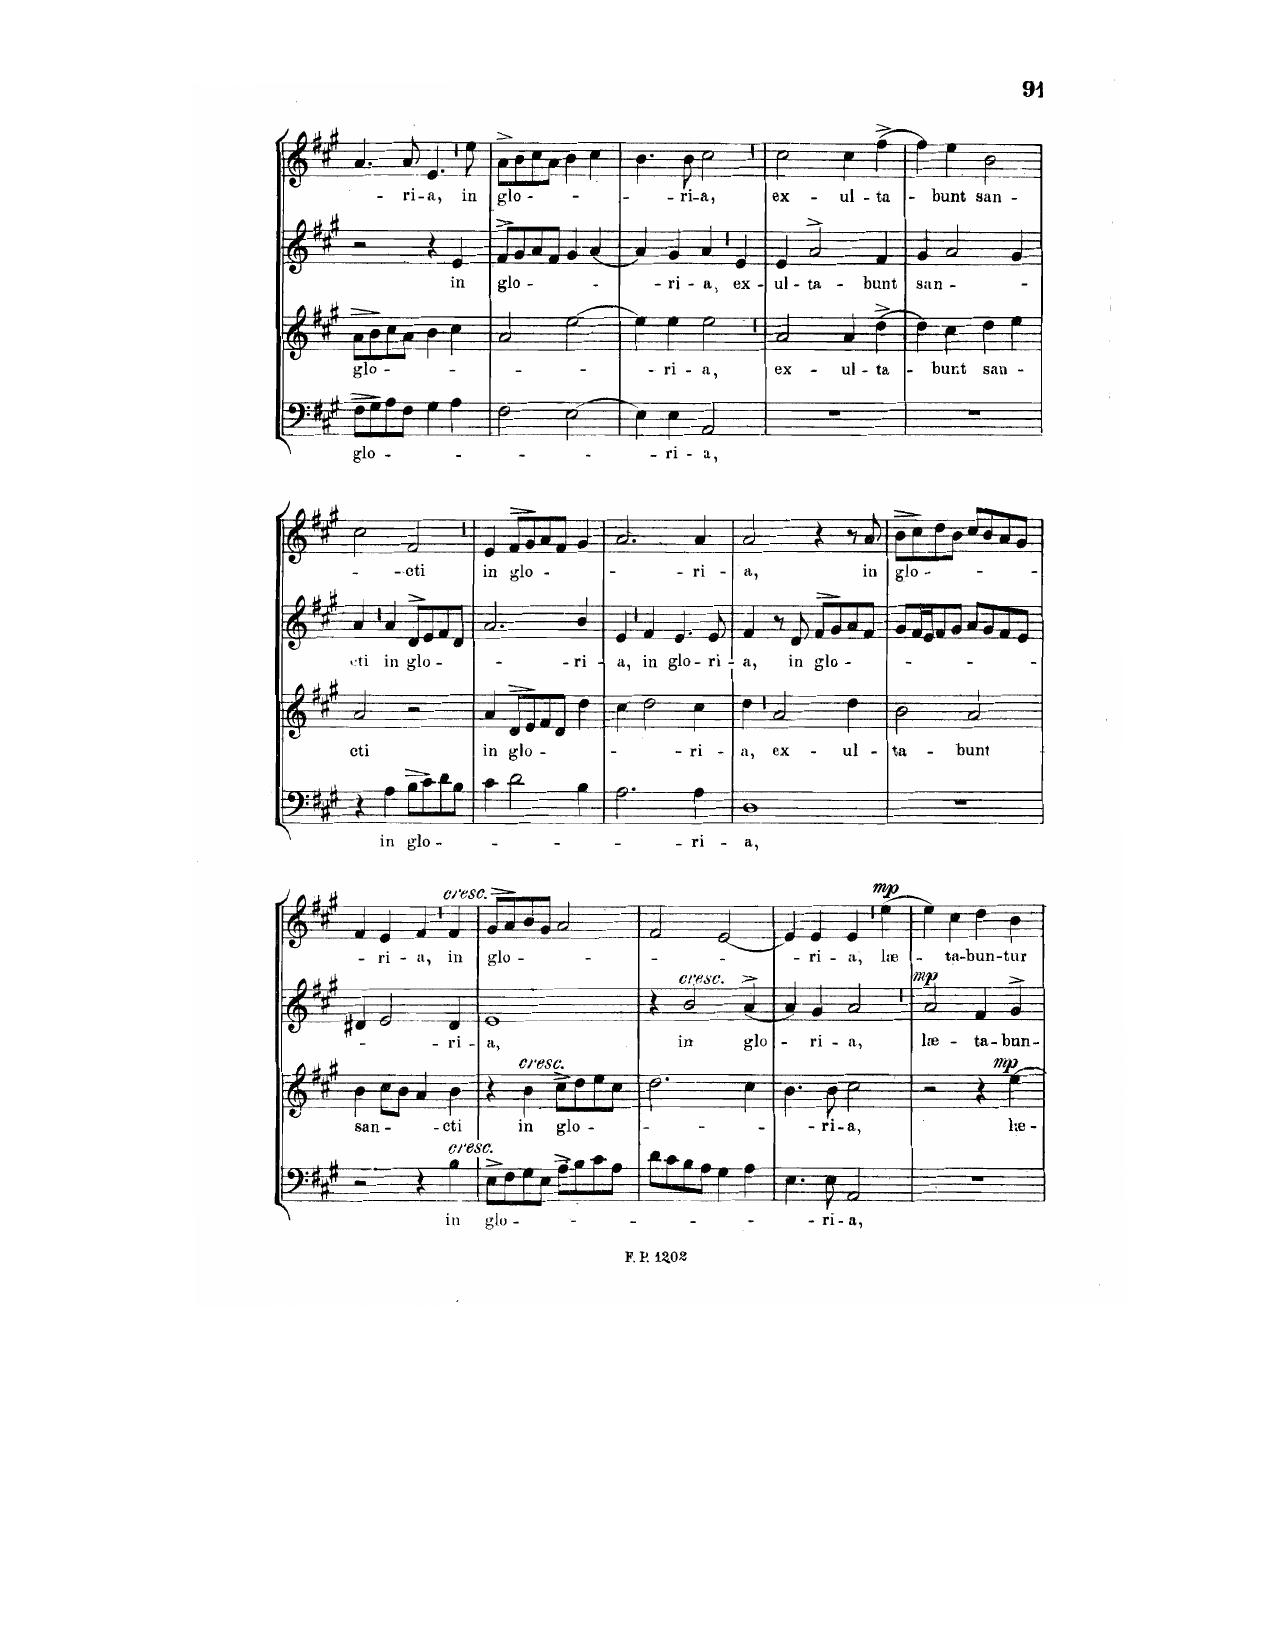 91
- ri - a, in glo - - - ri - a, ex - ul - ta - bunt san -
in glo - - - ri - a, ex - ul - ta - bunt san - -
glo - - - - ri - a, ex - ul - ta - bunt san -
glo - - - - ri - a,
- cti in glo - - - ri - a, in glo - - -
cti in glo - - - ri - a, in glo - ri - a, in glo - - - -
cti in glo - - - ri - a, ex - ul - ta - bunt
in glo - - - - ri - a,
cresc. mp
- ri - a, in glo - - - - ri - a, læ - ta - bun - tur
cresc. mp
- - ri - a, in glo - ri - a, læ - ta - bun -
cresc. mp
san - - cti in glo - - - - ri - a, læ -
cresc.
in glo - - - - - ri - a,
F. P. 1202